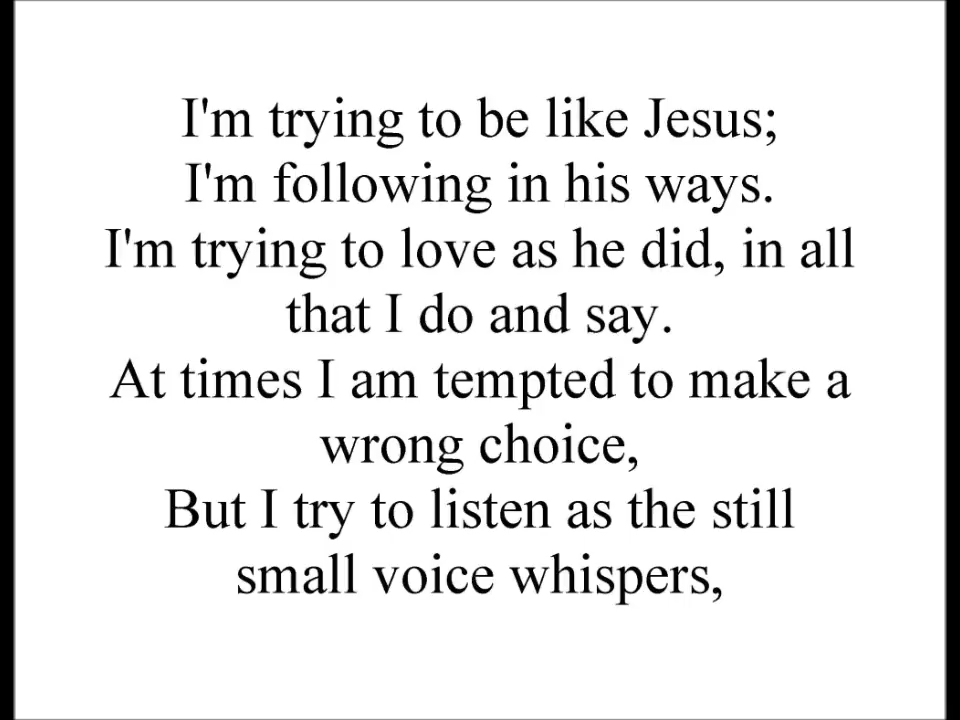 I'm trying to be like Jesus;
I'm following in his ways.
I'm trying to love as he did, in all
that I do and say.
At times I am tempted to make a
wrong choice,
But I try to listen as the still
small voice whispers,